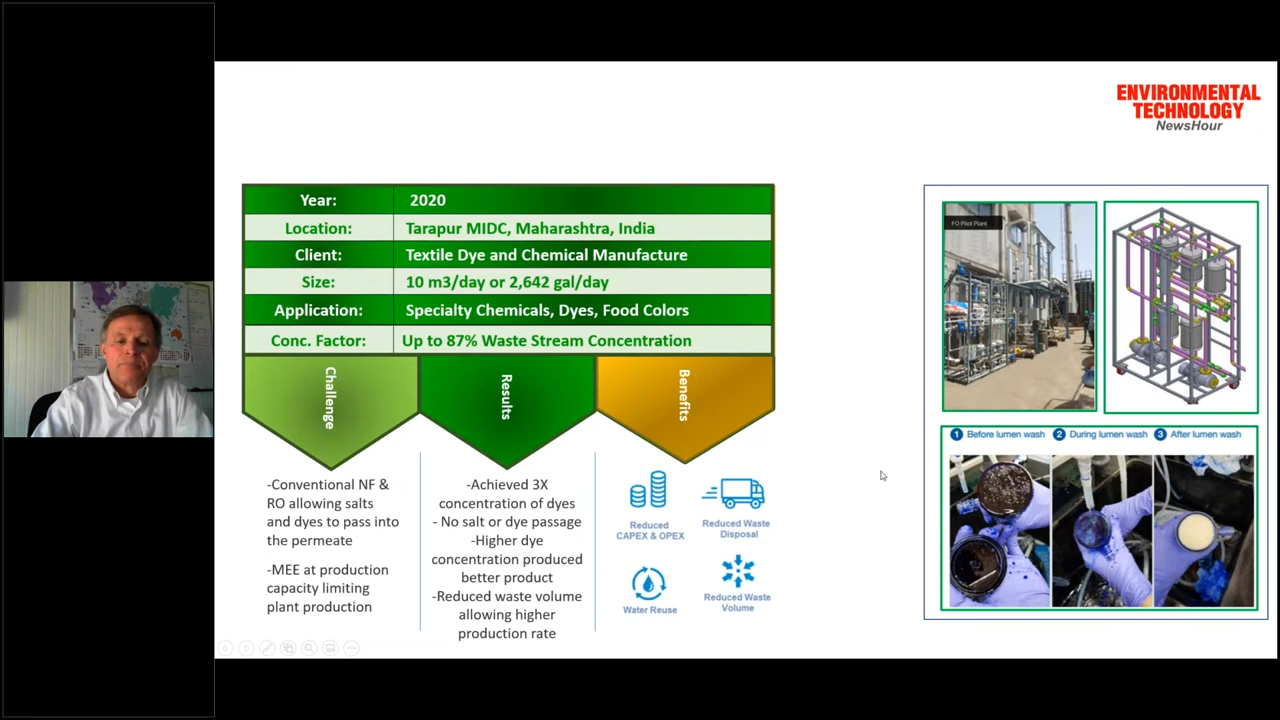 ENVIRONMENTAL
TECHNOLOGY
NewsHour
Year: 2020
Location: Tarapur MIDC, Maharashtra, India
Client: Textile Dye and Chemical Manufacture
Size: 10 m3/day or 2,642 gal/day
Application: Specialty Chemicals, Dyes, Food Colors
Conc. Factor: Up to 87% Waste Stream Concentration
Challenge
Results
Benefits
-Conventional NF &
RO allowing salts
and dyes to pass into
the permeate
-MEE at production
capacity limiting
plant production
-Achieved 3X
concentration of dyes
- No salt or dye passage
-Higher dye
concentration produced
better product
-Reduced waste volume
allowing higher
production rate
Reduced
CAPEX & OPEX
Reduced Waste
Disposal
Water Reuse
Reduced Waste
Volume
FO Pilot Plant
1 Before lumen wash 2 During lumen wash 3 After lumen wash